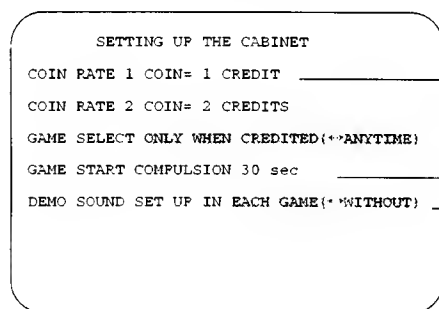 SETTING UP THE CABINET
COIN RATE 1 COIN= 1 CREDIT
COIN RATE 2 COIN= 2 CREDITS
GAME SELECT ONLY WHEN CREDITED(↔ANYTIME)
GAME START COMPULSION 30 sec
DEMO SOUND SET UP IN EACH GAME(↔WITHOUT)